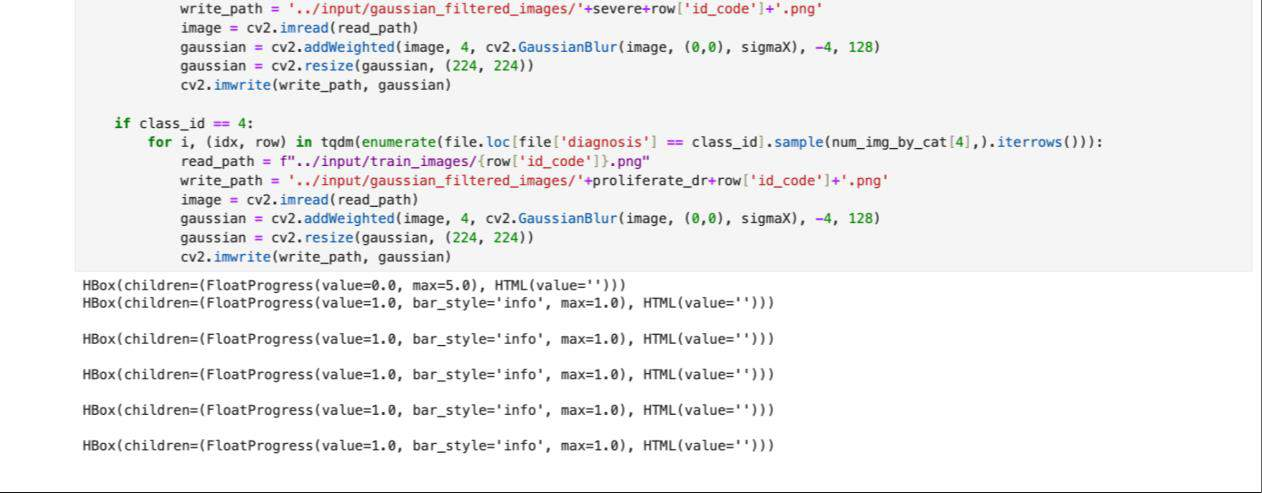 write_path = '../input/gaussian_filtered_images/'+severe+row['id_code']+'.png'
image = cv2.imread(read_path)
gaussian = cv2.addWeighted(image, 4, cv2.GaussianBlur(image, (0,0), sigmaX), -4, 128)
gaussian = cv2.resize(gaussian, (224, 224))
cv2.imwrite(write_path, gaussian)
if class_id == 4:
for i, (idx, row) in tqdm(enumerate(file.loc[file['diagnosis'] == class_id].sample(num_img_by_cat[4],).iterrows())):
read_path = f"../input/train_images/{row['id_code']}.png"
write_path = '../input/gaussian_filtered_images/'+proliferate_dr+row['id_code']+'.png'
image = cv2.imread(read_path)
gaussian = cv2.addWeighted(image, 4, cv2.GaussianBlur(image, (0,0), sigmaX), -4, 128)
gaussian = cv2.resize(gaussian, (224, 224))
cv2.imwrite(write_path, gaussian)
HBox(children=(FloatProgress(value=0.0, max=5.0), HTML(value='')))
HBox(children=(FloatProgress(value=1.0, bar_style='info', max=1.0), HTML(value='')))
HBox(children=(FloatProgress(value=1.0, bar_style='info', max=1.0), HTML(value='')))
HBox(children=(FloatProgress(value=1.0, bar_style='info', max=1.0), HTML(value='')))
HBox(children=(FloatProgress(value=1.0, bar_style='info', max=1.0), HTML(value='')))
HBox(children=(FloatProgress(value=1.0, bar_style='info', max=1.0), HTML(value='')))